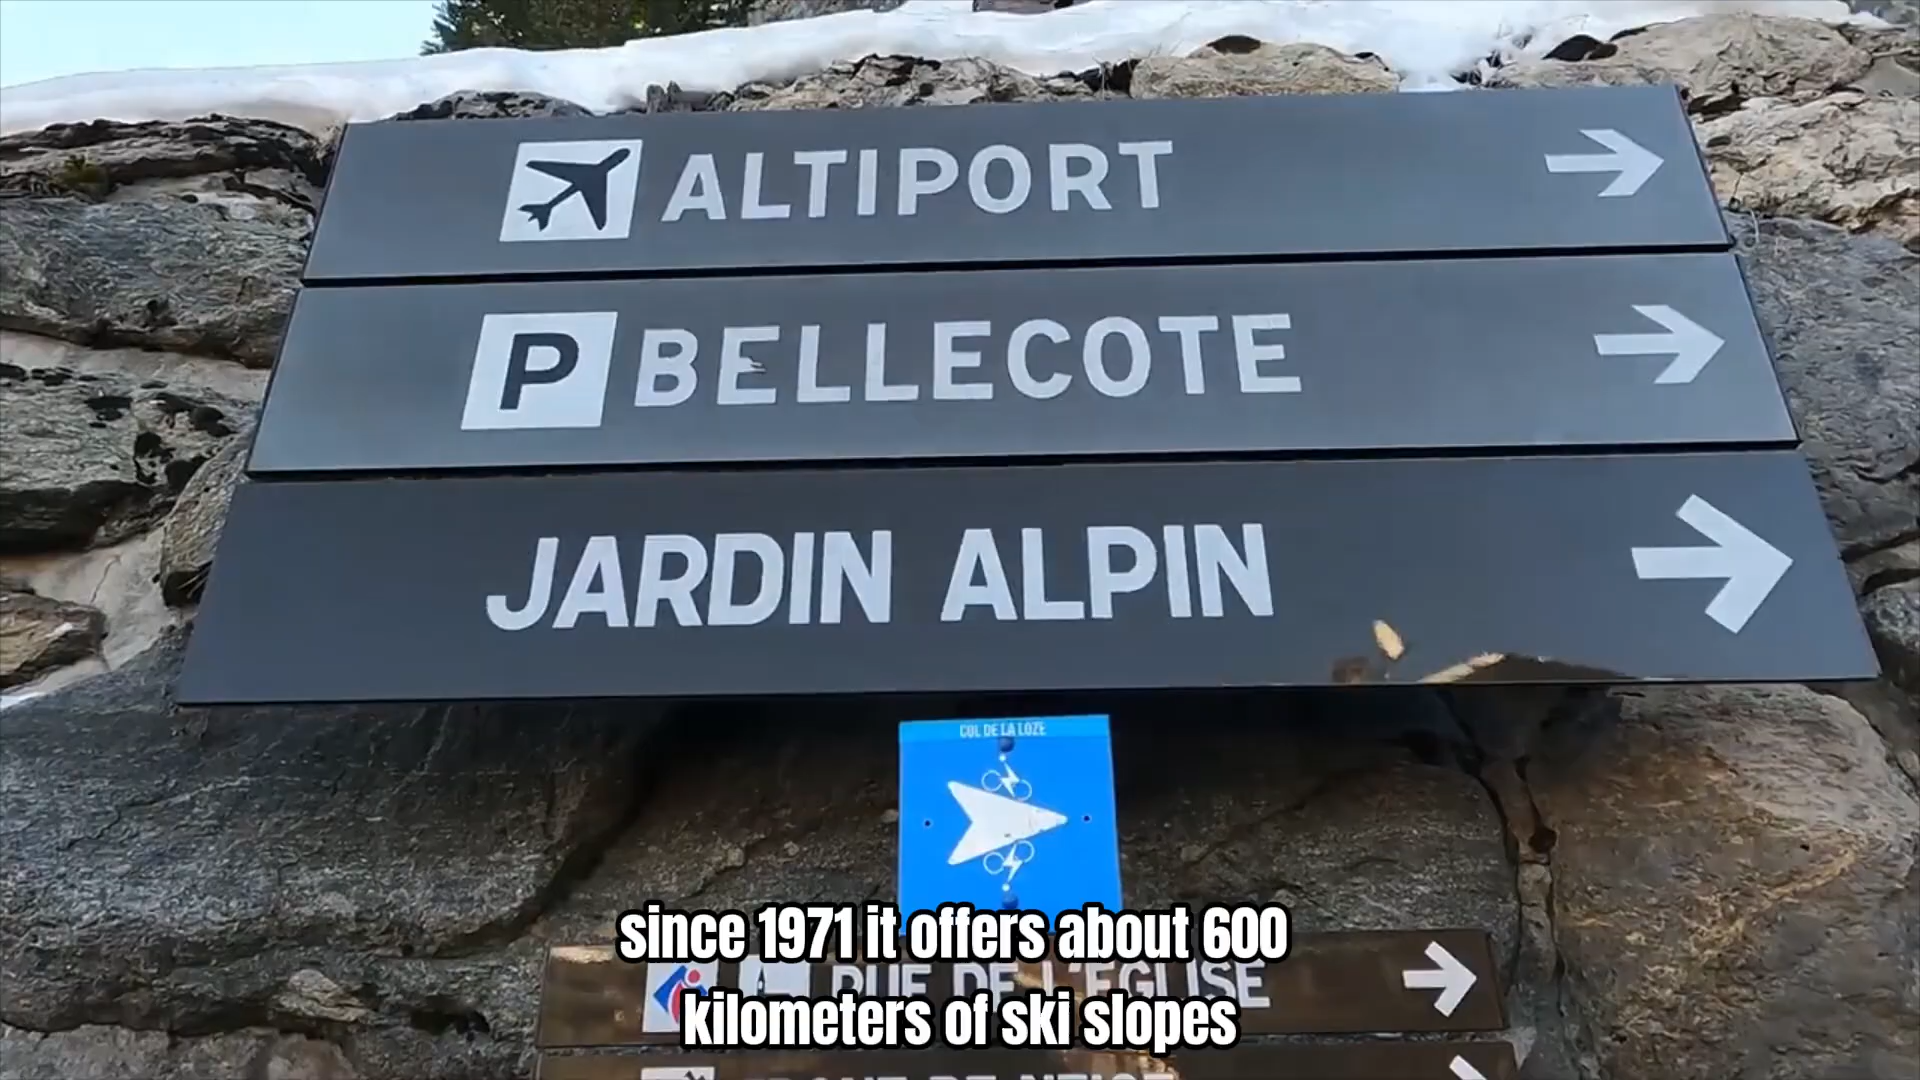 ALTIPORT
P BELLECOTE
JARDIN ALPIN
COL DE LA LOZE
since 1971 it offers about 600
RUE DE L'EGLISE
kilometers of ski slopes